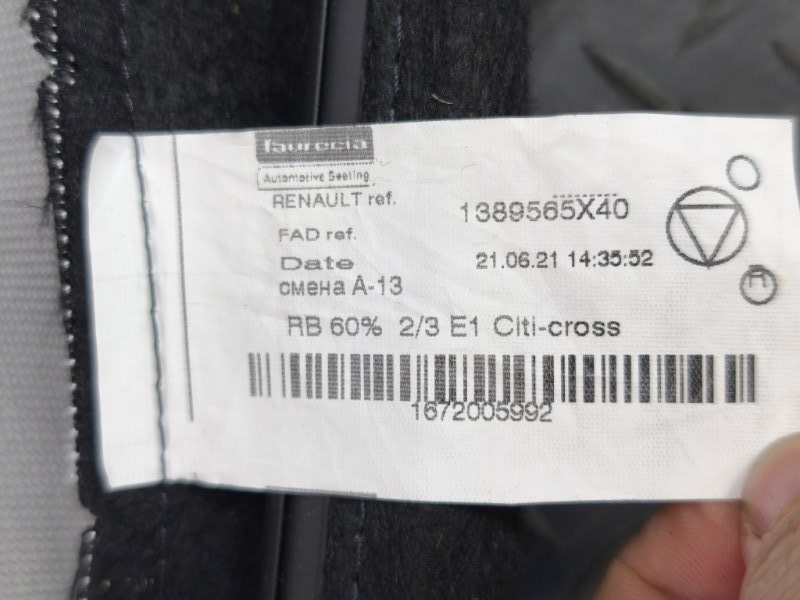 faurecia
Automotive Seating
RENAULT ref. 1389565X40
FAD ref.
Date 21.06.21 14:35:52
смена А-13
RB 60% 2/3 E1 Citi-cross
1672005992